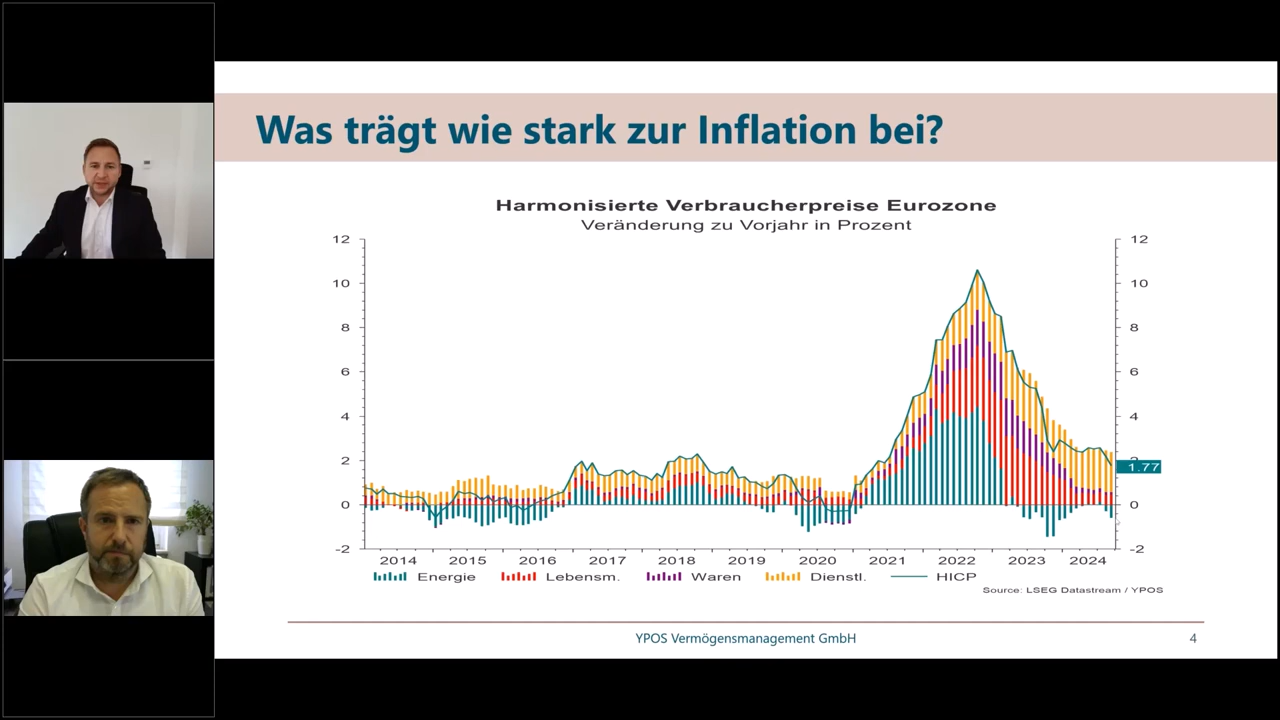 Was trägt wie stark zur Inflation bei?
Harmonisierte Verbraucherpreise Eurozone
Veränderung zu Vorjahr in Prozent
12 12
10 10
8 8
6 6
4 4
2 2
1.77
0 0
-2 -2
2014 2015 2016 2017 2018 2019 2020 2021 2022 2023 2024
Energie Lebensm. Waren Dienstl. HICP
Source: LSEG Datastream / YPOS
YPOS Vermögensmanagement GmbH 4